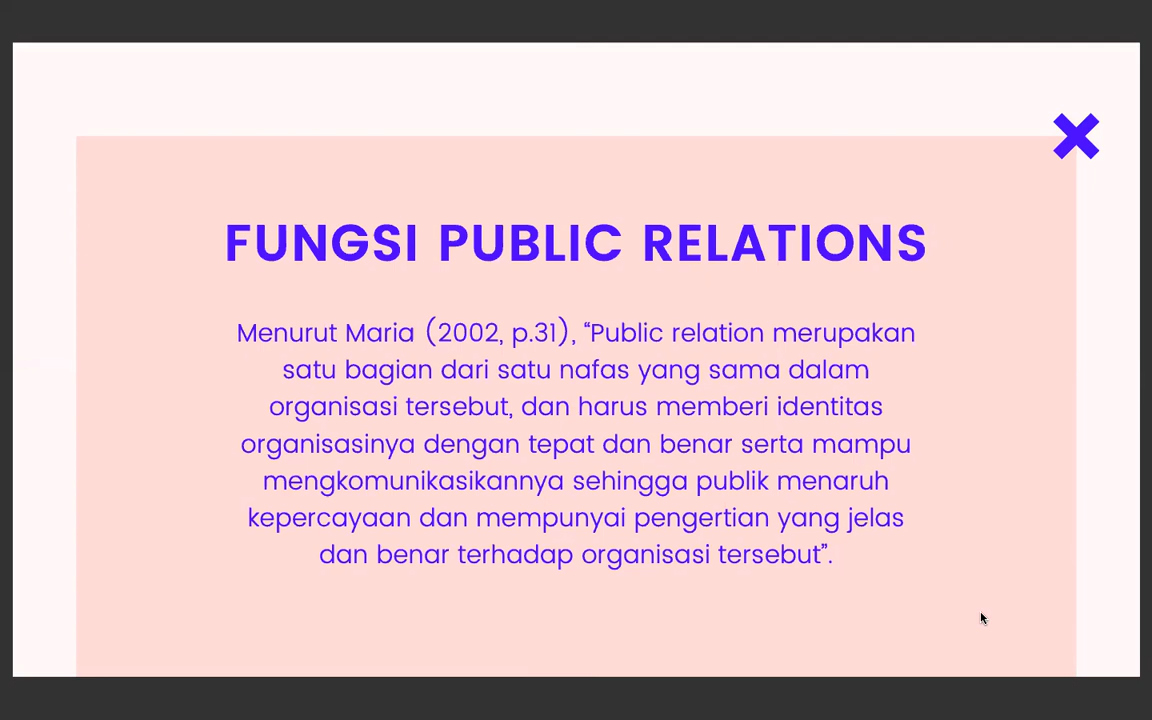 FUNGSI PUBLIC RELATIONS
Menurut Maria (2002, p.31), “Public relation merupakan
satu bagian dari satu nafas yang sama dalam
organisasi tersebut, dan harus memberi identitas
organisasinya dengan tepat dan benar serta mampu
mengkomunikasikannya sehingga publik menaruh
kepercayaan dan mempunyai pengertian yang jelas
dan benar terhadap organisasi tersebut”.